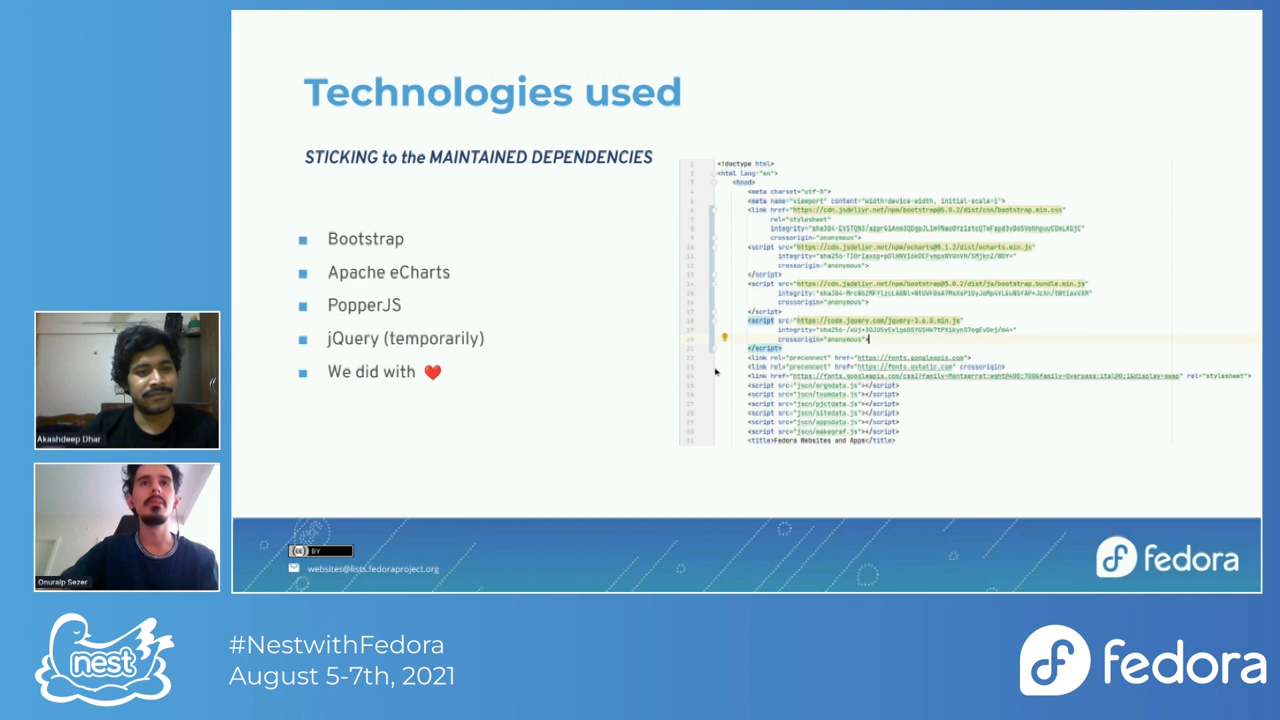 Technologies used
STICKING to the MAINTAINED DEPENDENCIES
Bootstrap
Apache eCharts
PopperJS
jQuery (temporarily)
We did with ❤️
<!doctype html>
<html lang="en">
<head>
<meta charset="utf-8">
<meta name="viewport" content="width=device-width, initial-scale=1">
<link href="https://cdn.jsdelivr.net/npm/bootstrap@5.0.2/dist/css/bootstrap.min.css"
rel="stylesheet"
crossorigin="anonymous">
<script src="https://cdn.jsdelivr.net/npm/echarts@5.1.2/dist/echarts.min.js"
crossorigin="anonymous">
</script>
<script src="https://cdn.jsdelivr.net/npm/bootstrap@5.0.2/dist/js/bootstrap.bundle.min.js"
crossorigin="anonymous">
</script>
<script src="https://code.jquery.com/jquery-3.6.0.min.js"
crossorigin="anonymous">
</script>
<link rel="preconnect" href="https://fonts.googleapis.com">
<link rel="preconnect" href="https://fonts.gstatic.com" crossorigin>
<script src="jscn/orgndata.js"></script>
<script src="jscn/teamdata.js"></script>
<script src="jscn/pjctdata.js"></script>
<script src="jscn/sitedata.js"></script>
<script src="jscn/appsdata.js"></script>
<script src="jscn/makegraf.js"></script>
<title>Fedora Websites and Apps</title>
Akashdeep Dhar
Onuralp Sezer
cc BY
websites@lists.fedoraproject.org
fedora
nest
#NestwithFedora
August 5-7th, 2021
fedora